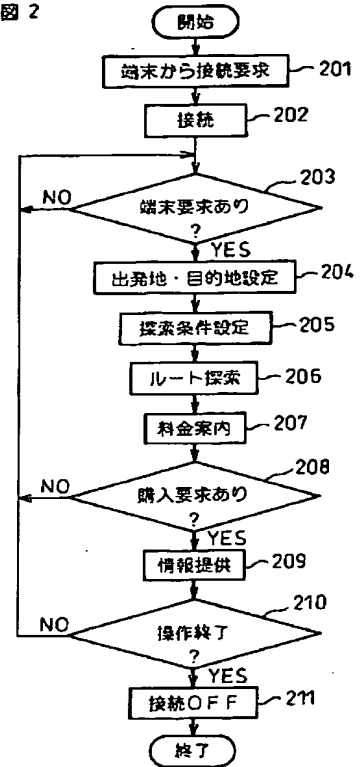 図 2
開始
端末から接続要求 201
接続 202
203
NO 端末要求あり
?
YES
出発地・目的地設定 204
探索条件設定 205
ルート探索 206
料金案内 207
208
NO 購入要求あり
?
YES
情報提供 209
210
NO 操作終了
?
YES
接続OFF 211
終了